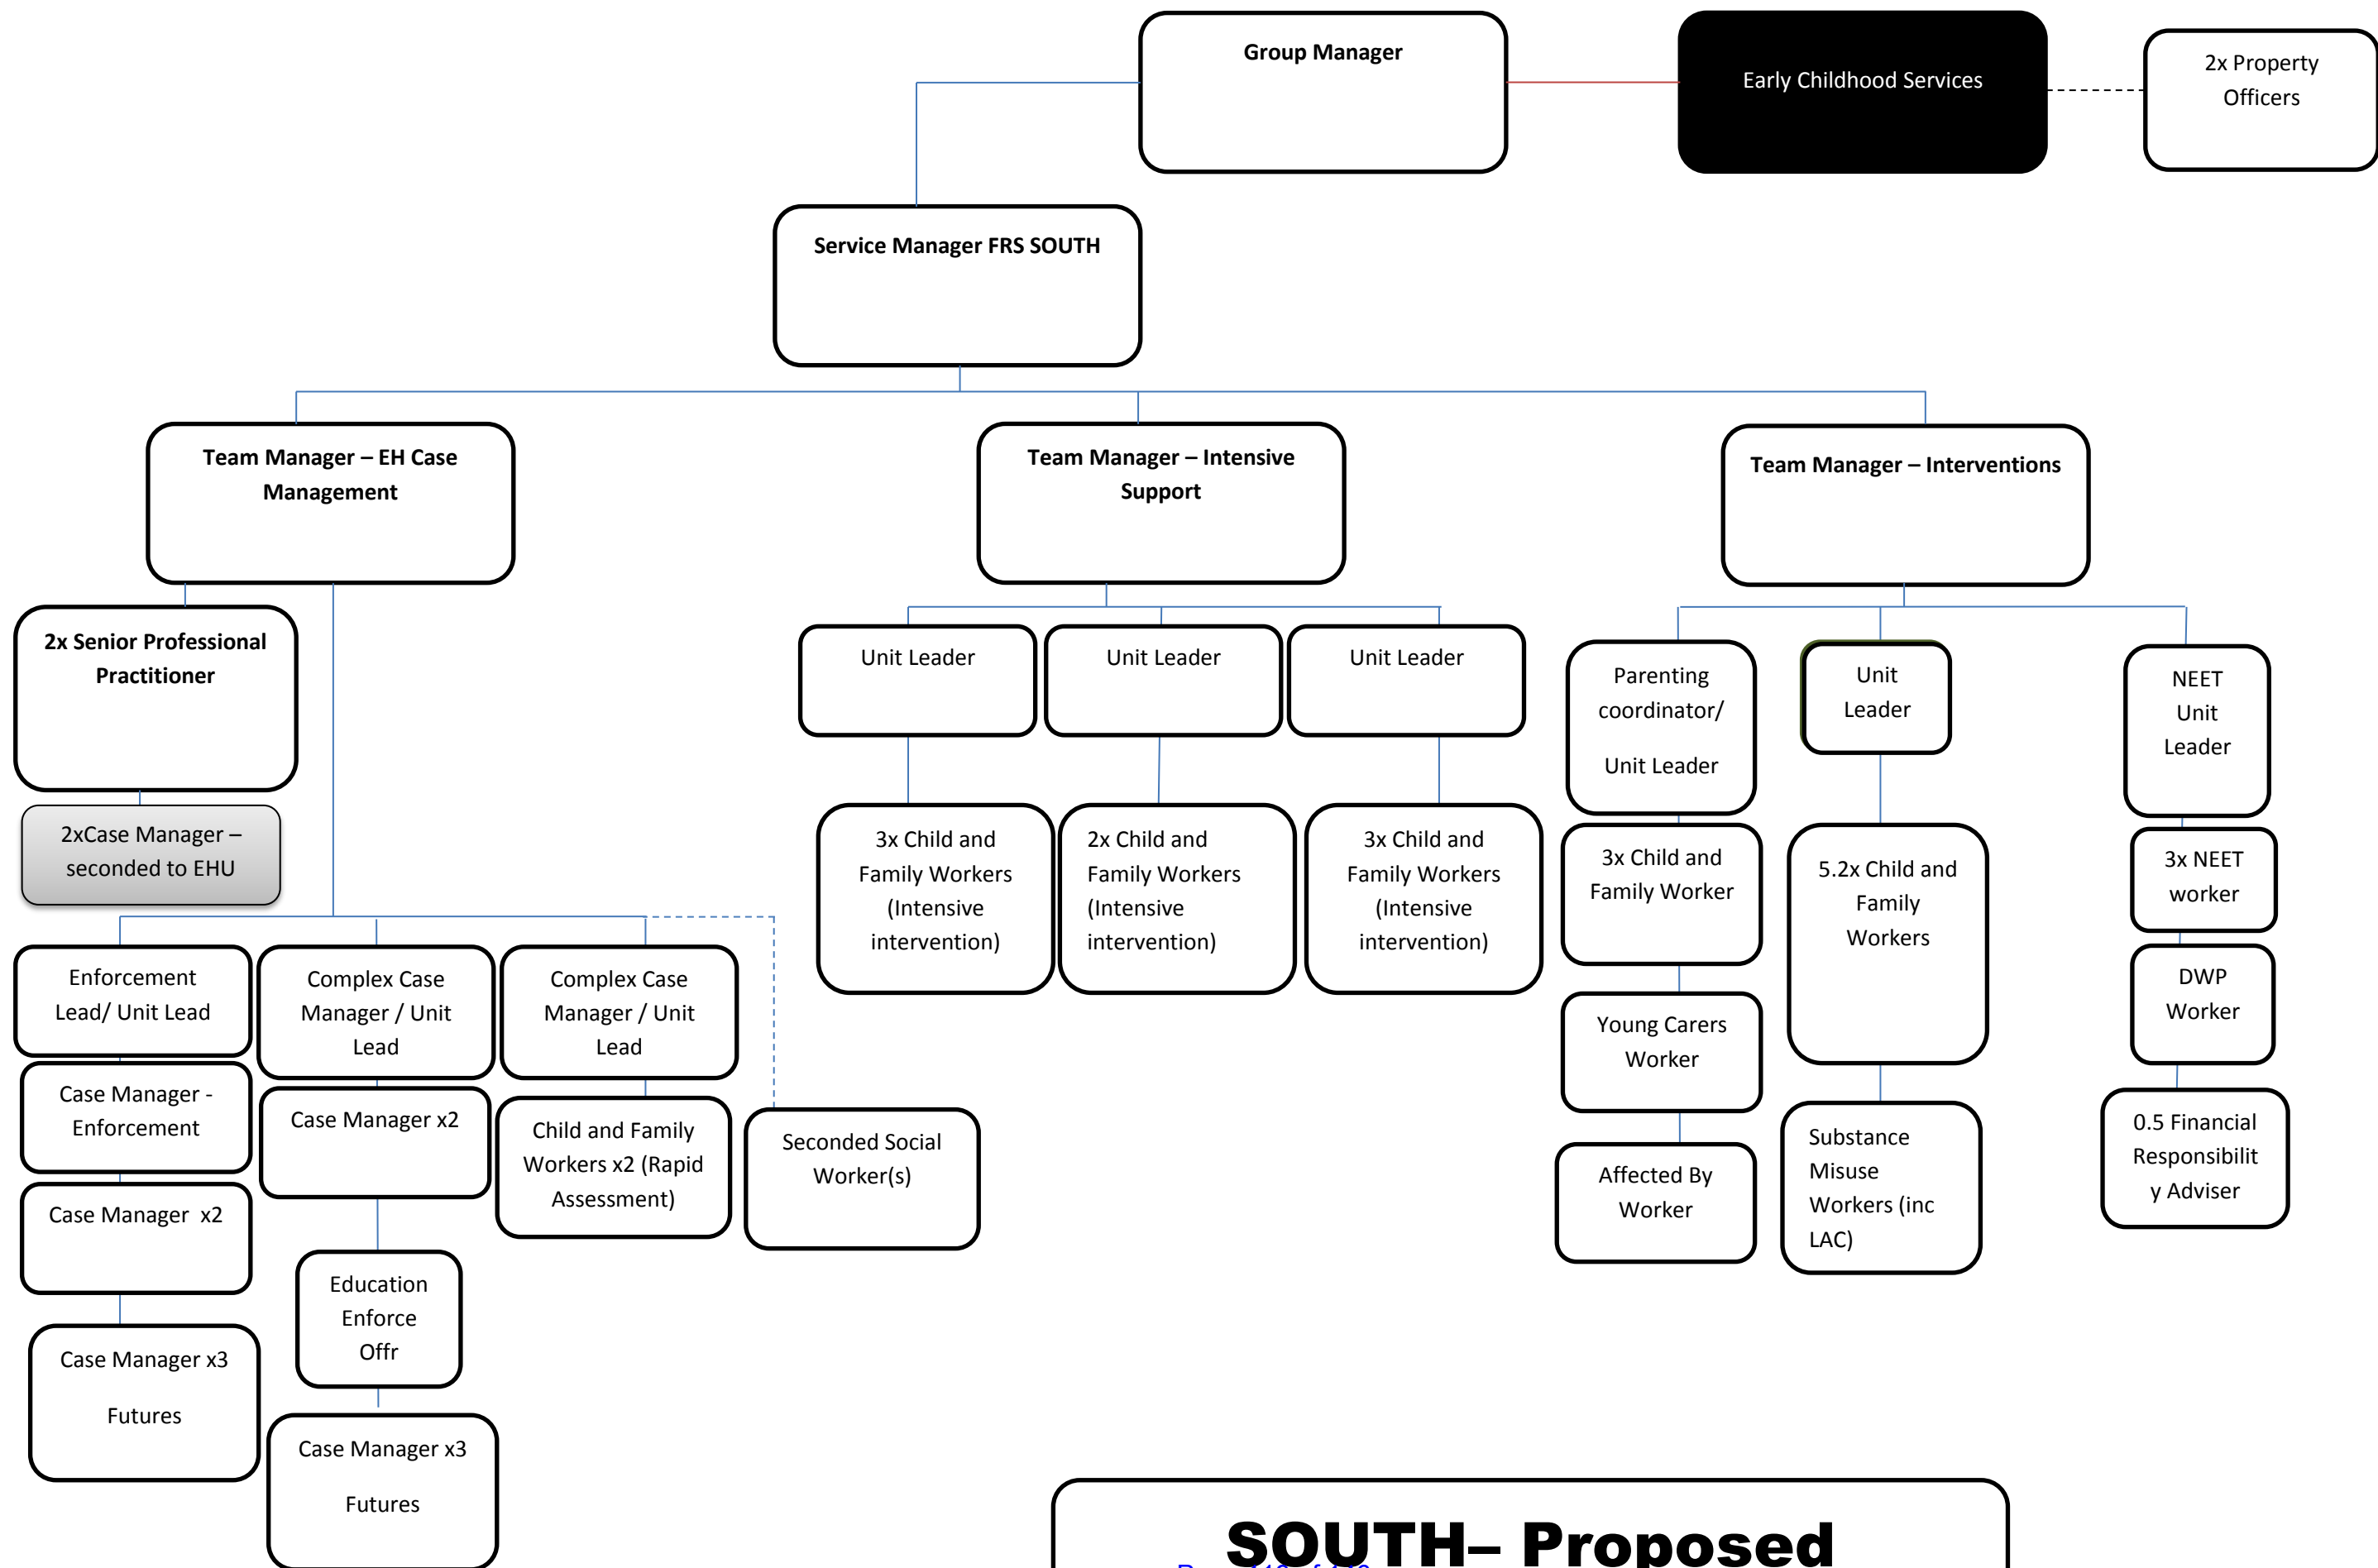 Group Manager
Early Childhood Services
2x Property
Officers
Service Manager FRS SOUTH
Team Manager – EH Case
Management
Team Manager – Intensive
Support
Team Manager – Interventions
2x Senior Professional
Practitioner
2xCase Manager –
seconded to EHU
Unit Leader
Unit Leader
Unit Leader
Parenting
coordinator/
Unit Leader
Unit
Leader
NEET
Unit
Leader
3x Child and
Family Workers
(Intensive
intervention)
2x Child and
Family Workers
(Intensive
intervention)
3x Child and
Family Workers
(Intensive
intervention)
3x Child and
Family Worker
5.2x Child and
Family
Workers
3x NEET
worker
Enforcement
Lead/ Unit Lead
Complex Case
Manager / Unit
Lead
Complex Case
Manager / Unit
Lead
DWP
Worker
Young Carers
Worker
Case Manager -
Enforcement
Case Manager x2
Child and Family
Workers x2 (Rapid
Assessment)
Seconded Social
Worker(s)
Affected By
Worker
Substance
Misuse
Workers (inc
LAC)
0.5 Financial
Responsibilit
y Adviser
Case Manager  x2
Education
Enforce
Offr
Case Manager x3
Futures
Case Manager x3
Futures
SOUTH– Proposed